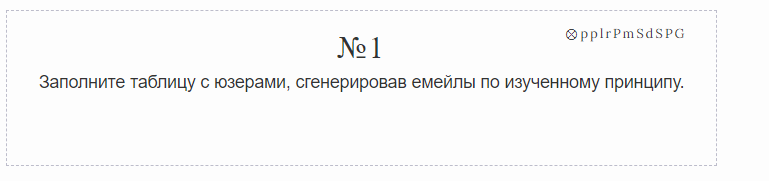 ⊗pplrPmSdSPG
№1
Заполните таблицу с юзерами, сгенерировав емейлы по изученному принципу.